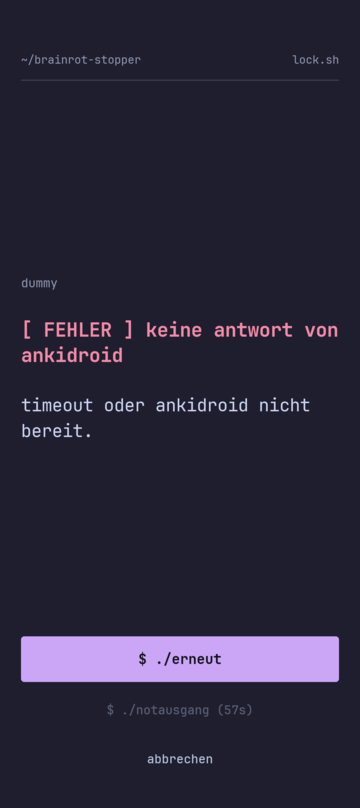 ~/brainrot-stopper lock.sh
dummy
[ FEHLER ] keine antwort von
ankidroid
timeout oder ankidroid nicht
bereit.
$ ./erneut
$ ./notausgang (57s)
abbrechen